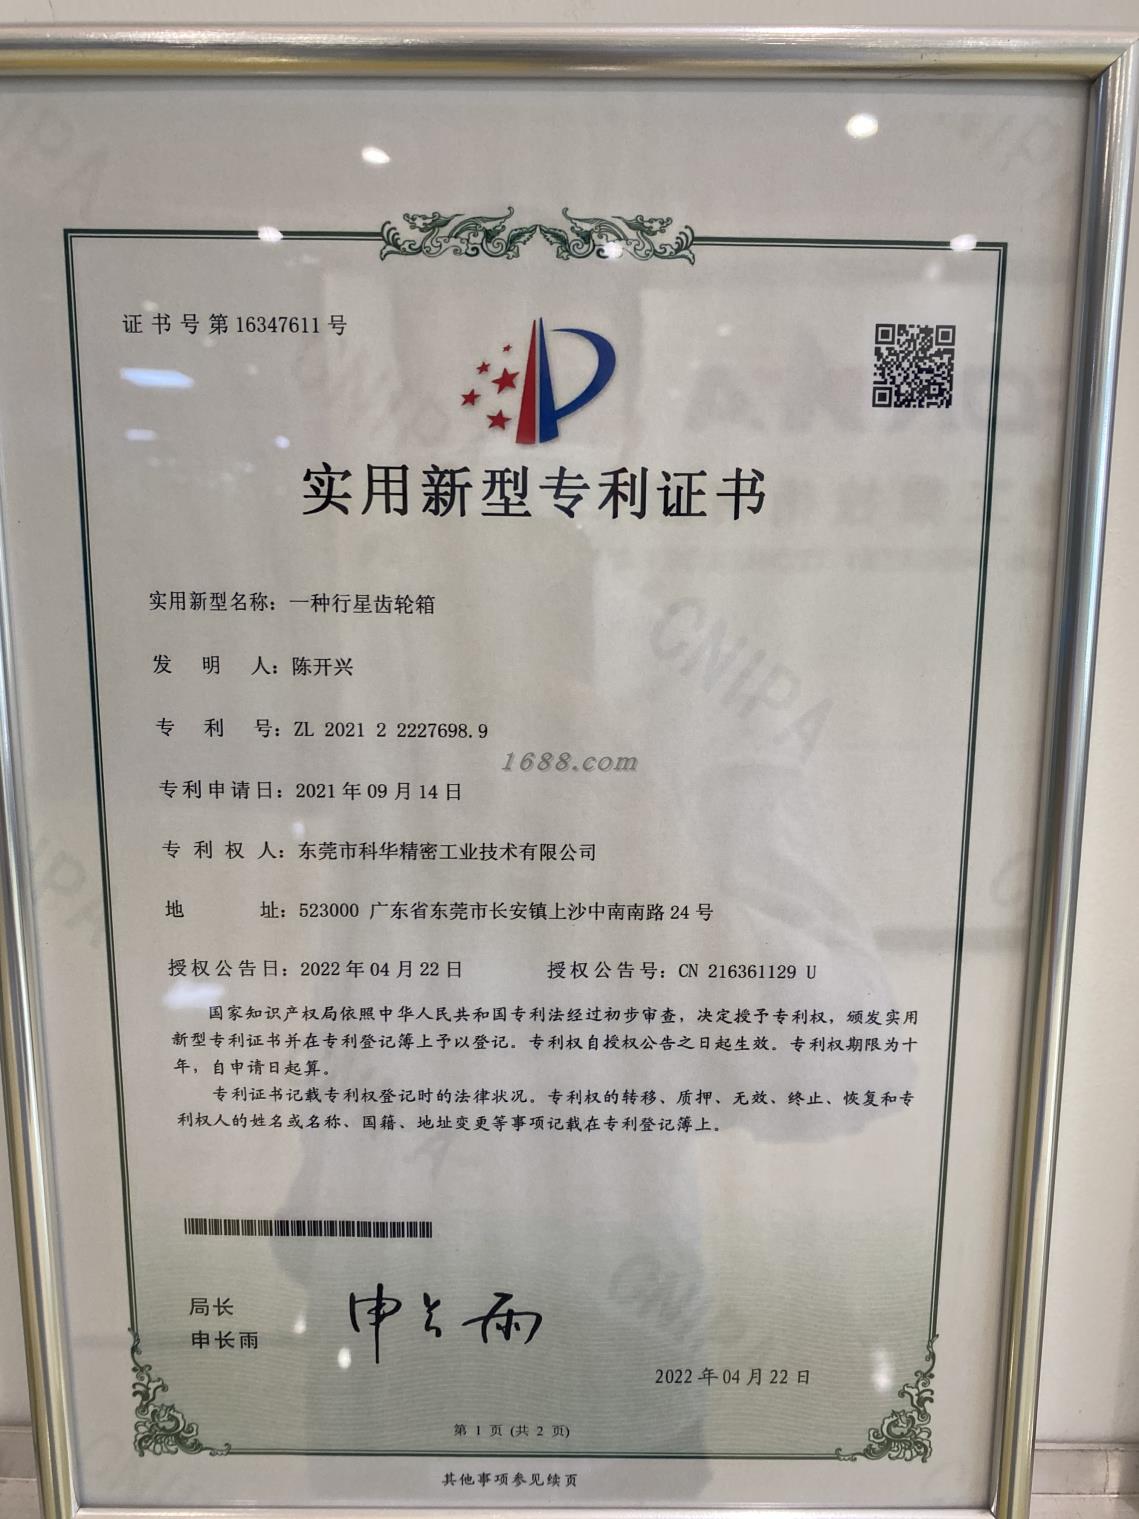 证书号第16347611号
实用新型专利证书
实用新型名称：一种行星齿轮箱
发明人：陈开兴
专利号：ZL 2021 2 2227698.9
1688.com
专利申请日：2021年09月14日
专利权人：东莞市科华精密工业技术有限公司
地址：523000 广东省东莞市长安镇上沙中南南路24号
授权公告日：2022年04月22日 授权公告号：CN 216361129 U
国家知识产权局依照中华人民共和国专利法经过初步审查，决定授予专利权，颁发实用
新型专利证书并在专利登记簿上予以登记。专利权自授权公告之日起生效。专利权期限为十
年，自申请日起算。
专利证书记载专利权登记时的法律状况。专利权的转移、质押、无效、终止、恢复和专
利权人的姓名或名称、国籍、地址变更等事项记载在专利登记簿上。
局长
申长雨
申长雨
2022年04月22日
第 1 页 (共 2 页)
其他事项参见续页
CNIPA